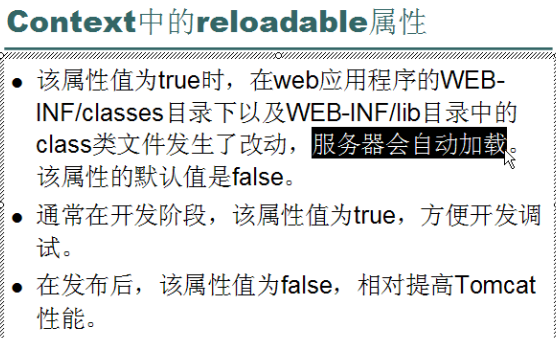 Context中的reloadable属性
该属性值为true时，在web应用程序的WEB-
INF/classes目录下以及WEB-INF/lib目录中的
class类文件发生了改动，服务器会自动加载。
该属性的默认值是false。
通常在开发阶段，该属性值为true，方便开发调
试。
在发布后，该属性值为false，相对提高Tomcat
性能。